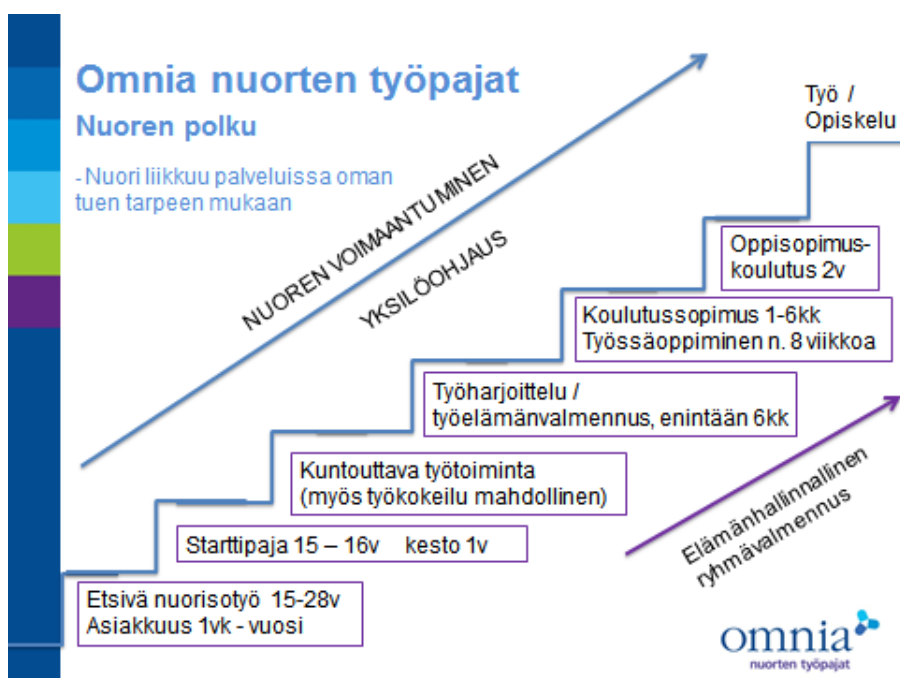 Omnia nuorten työpajat
Nuoren polku
- Nuori liikkuu palveluissa oman
tuen tarpeen mukaan
NUOREN VOIMAANTUMINEN
YKSILÖOHJAUS
Työ /
Opiskelu
Oppisopimus-
koulutus 2v
Koulutussopimus 1-6kk
Työssäoppiminen n. 8 viikkoa
Työharjoittelu /
työelämänvalmennus, enintään 6kk
Kuntouttava työtoiminta
(myös työkokeilu mahdollinen)
Starttipaja 15 – 16v kesto 1v
Etsivä nuorisotyö 15-28v
Asiakkuus 1vk - vuosi
Elämänhallinnallinen
ryhmävalmennus
omnia
nuorten työpajat